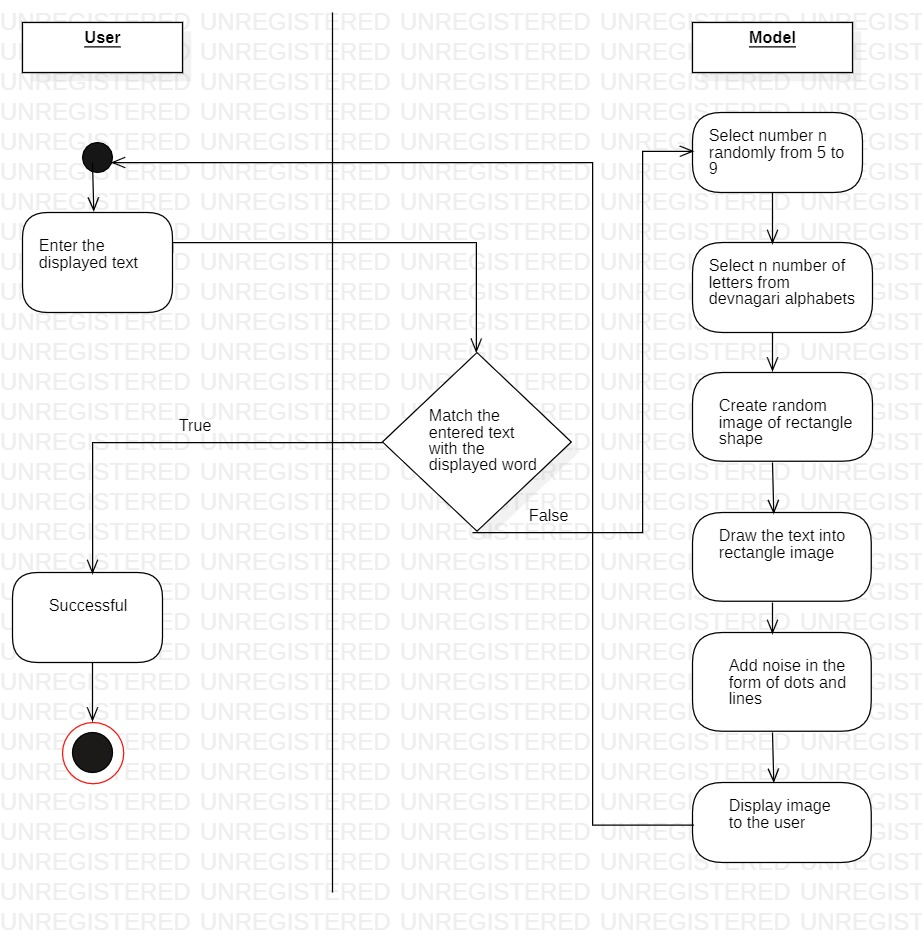 User
Model
Select number n
randomly from 5 to
9
Enter the
displayed text
Select n number of
letters from
devnagari alphabets
Match the
entered text
with the
displayed word
True
False
Create random
image of rectangle
shape
Draw the text into
rectangle image
Successful
Add noise in the
form of dots and
lines
Display image
to the user
UNREGISTERED